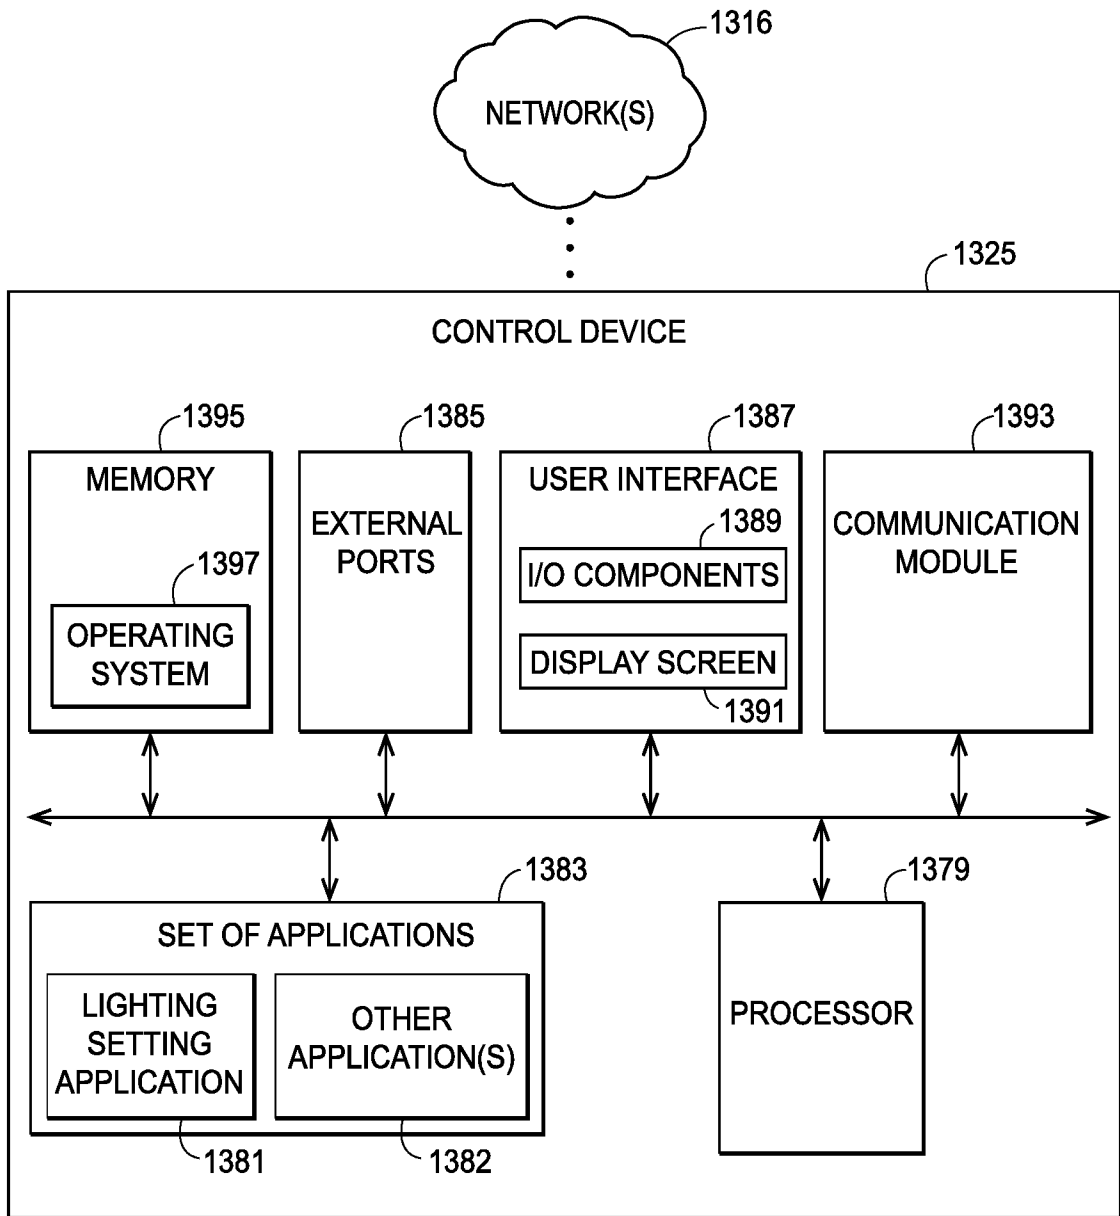 1316
NETWORK(S)
1325
CONTROL DEVICE
1395
1385
1387
1393
MEMORY
1397
OPERATING
SYSTEM
EXTERNAL
PORTS
USER INTERFACE
1389
I/O COMPONENTS
DISPLAY SCREEN
1391
COMMUNICATION
MODULE
1383
SET OF APPLICATIONS
LIGHTING
SETTING
APPLICATION
1381
OTHER
APPLICATION(S)
1382
1379
PROCESSOR